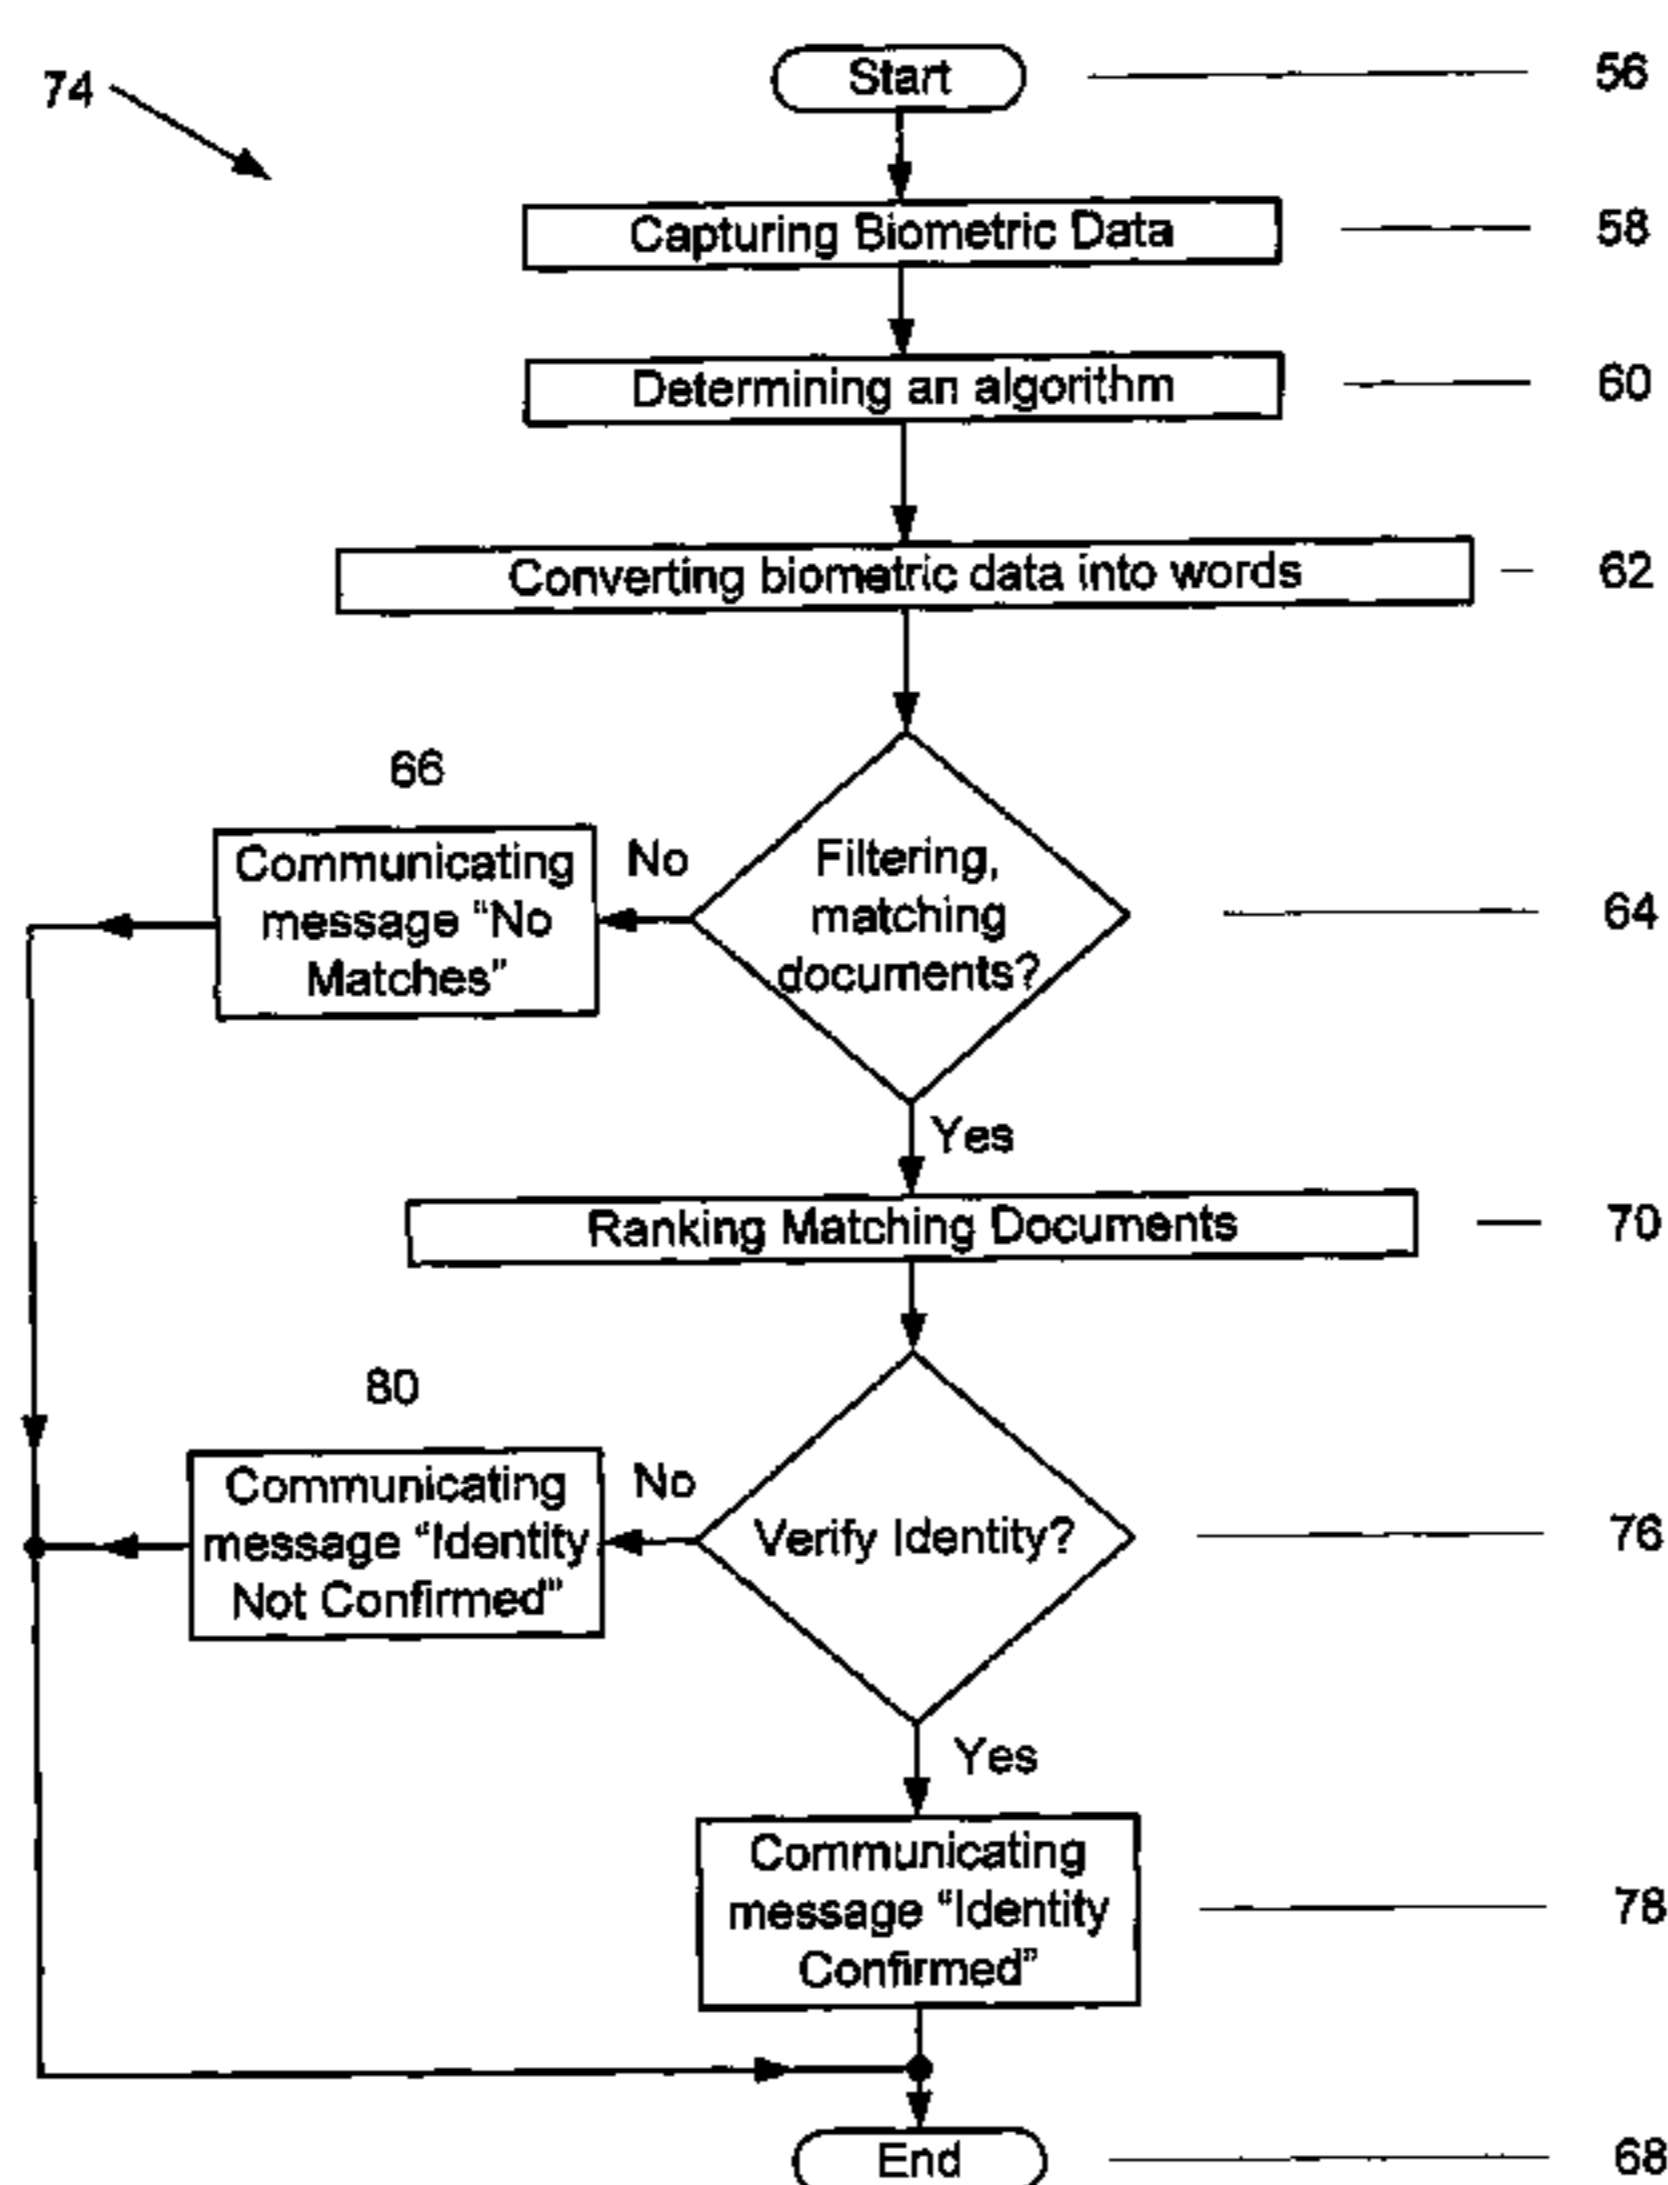 74
Start
56
Capturing Biometric Data
58
Determining an algorithm
60
Converting biometric data into words
62
66
Communicating
message “No
Matches”
No
Filtering,
matching
documents?
64
Yes
Ranking Matching Documents
70
80
Communicating
message “Identity
Not Confirmed”’
No
Verify Identity?
76
Yes
Communicating
message “Identity
Confirmed”
78
End
68